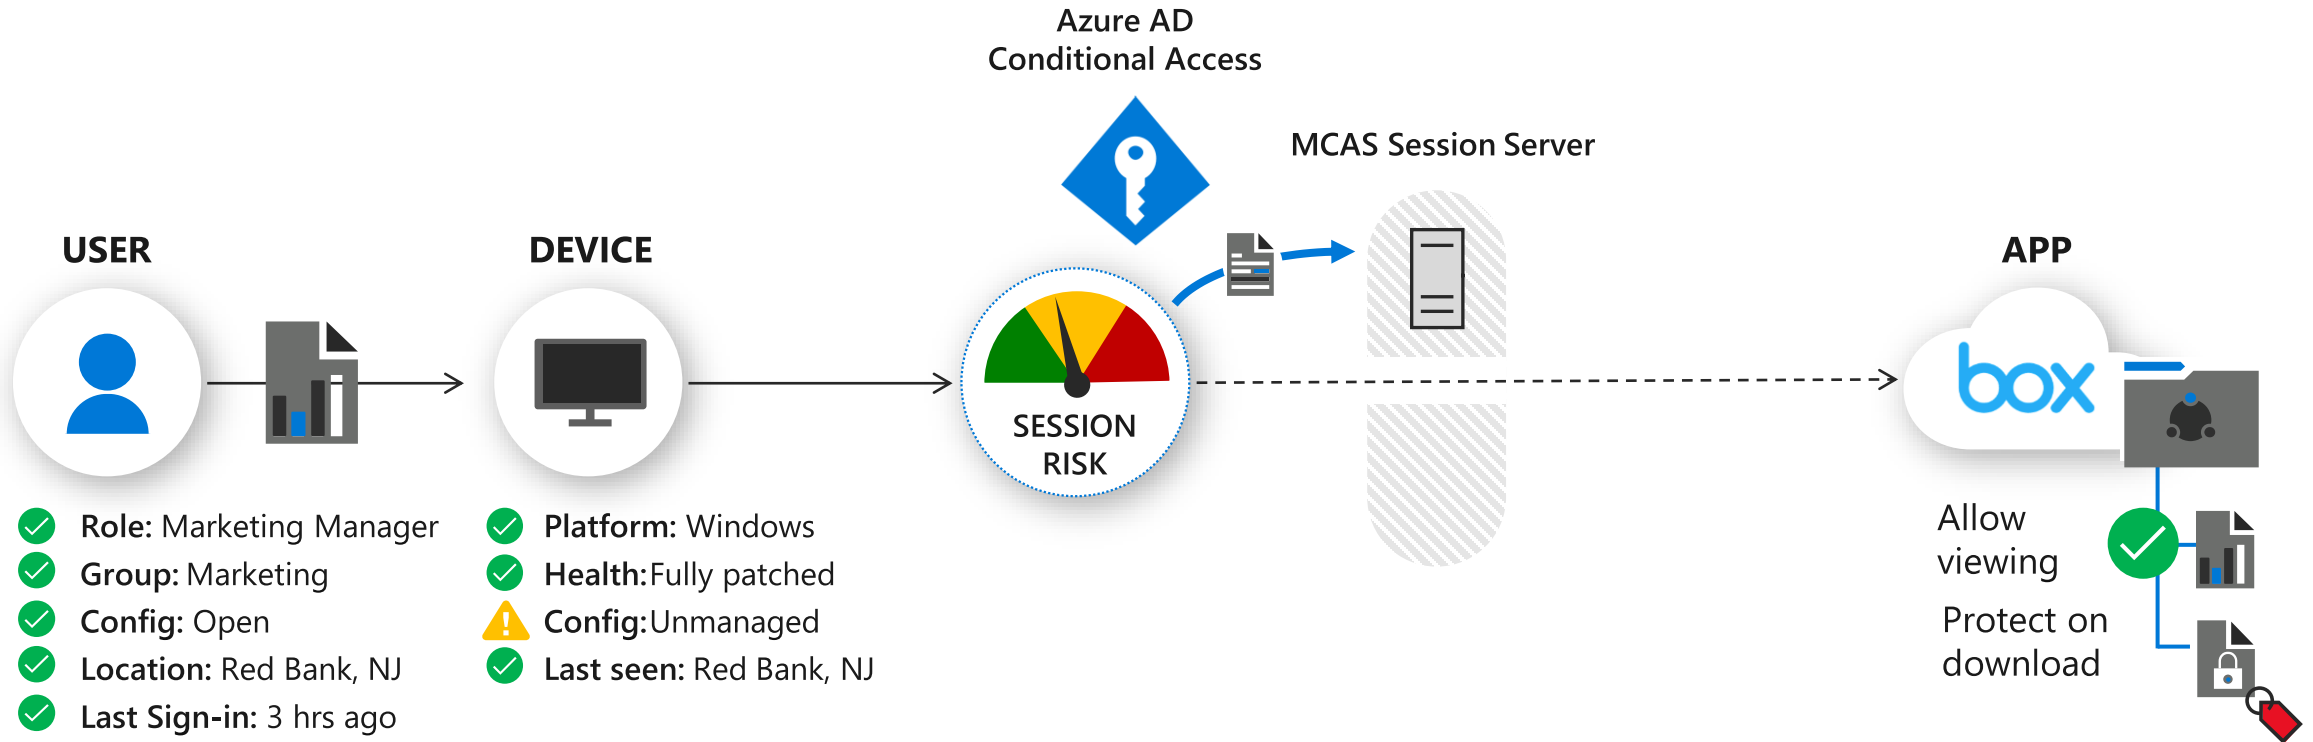 Azure AD
Conditional Access
MCAS Session Server
USER
DEVICE
APP
box
SESSION
RISK
Role: Marketing Manager
Group: Marketing
Config: Open
Location: Red Bank, NJ
Last Sign-in: 3 hrs ago
Platform: Windows
Health:Fully patched
Config:Unmanaged
Last seen: Red Bank, NJ
Allow
viewing
Protect on
download